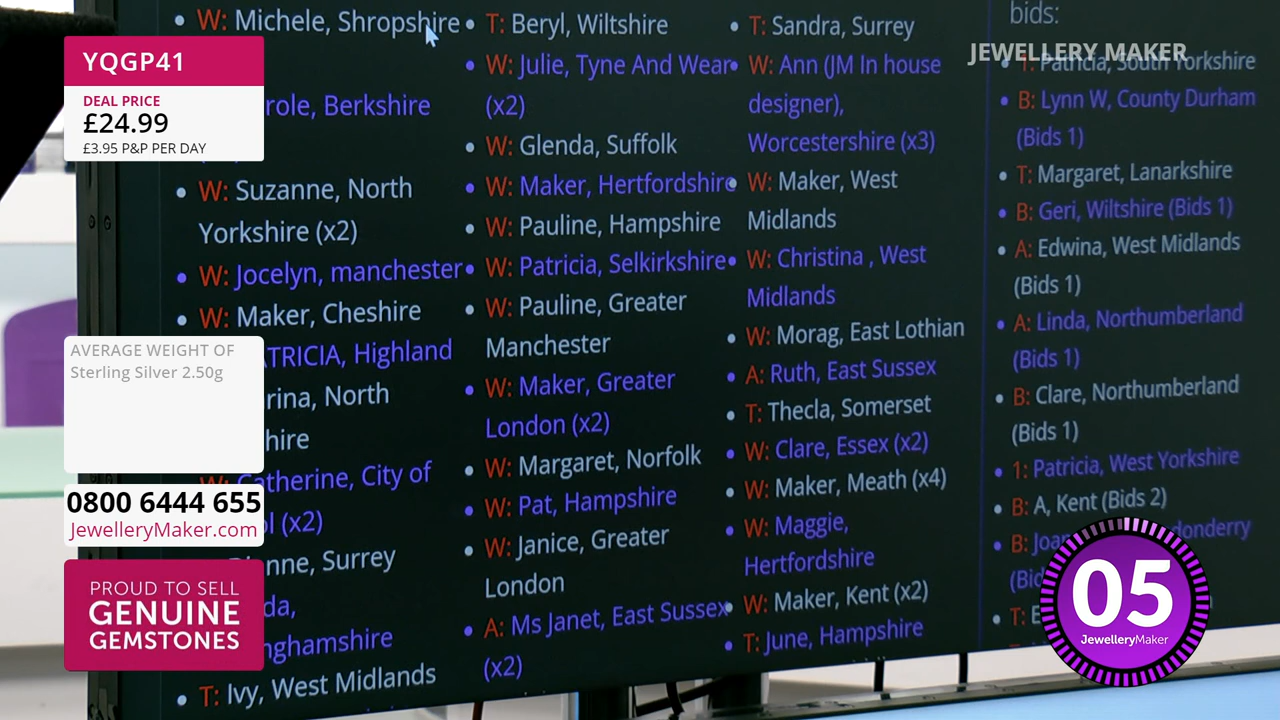 YQGP41
DEAL PRICE
£24.99
£3.95 P&P PER DAY
AVERAGE WEIGHT OF
Sterling Silver 2.50g
0800 6444 655
JewelleryMaker.com
PROUD TO SELL
GENUINE
GEMSTONES
W: Michele, Shropshire
Berkshire
W: Suzanne, North
Yorkshire (x2)
W: Jocelyn, manchester
W: Maker, Cheshire
Highland
North
Catherine, City of
(x2)
Surrey
T: Ivy, West Midlands
T: Beryl, Wiltshire
W: Julie, Tyne And Wear
(x2)
W: Glenda, Suffolk
W: Maker, Hertfordshire
W: Pauline, Hampshire
W: Patricia, Selkirkshire
W: Pauline, Greater
Manchester
W: Maker, Greater
London (x2)
W: Margaret, Norfolk
W: Pat, Hampshire
W: Janice, Greater
London
A: Ms Janet, East Sussex
(x2)
T: Sandra, Surrey
W: Ann (JM In house
designer),
Worcestershire (x3)
W: Maker, West
Midlands
W: Christina , West
Midlands
W: Morag, East Lothian
A: Ruth, East Sussex
T: Thecla, Somerset
W: Clare, Essex (x2)
W: Maker, Meath (x4)
W: Maggie,
Hertfordshire
W: Maker, Kent (x2)
T: June, Hampshire
bids:
JEWELLERY MAKER
T: Patricia, South Yorkshire
B: Lynn W, County Durham
(Bids 1)
T: Margaret, Lanarkshire
B: Geri, Wiltshire (Bids 1)
A: Edwina, West Midlands
(Bids 1)
A: Linda, Northumberland
(Bids 1)
B: Clare, Northumberland
(Bids 1)
1: Patricia, West Yorkshire
B: A, Kent (Bids 2)
B:
T:
05
JewelleryMaker